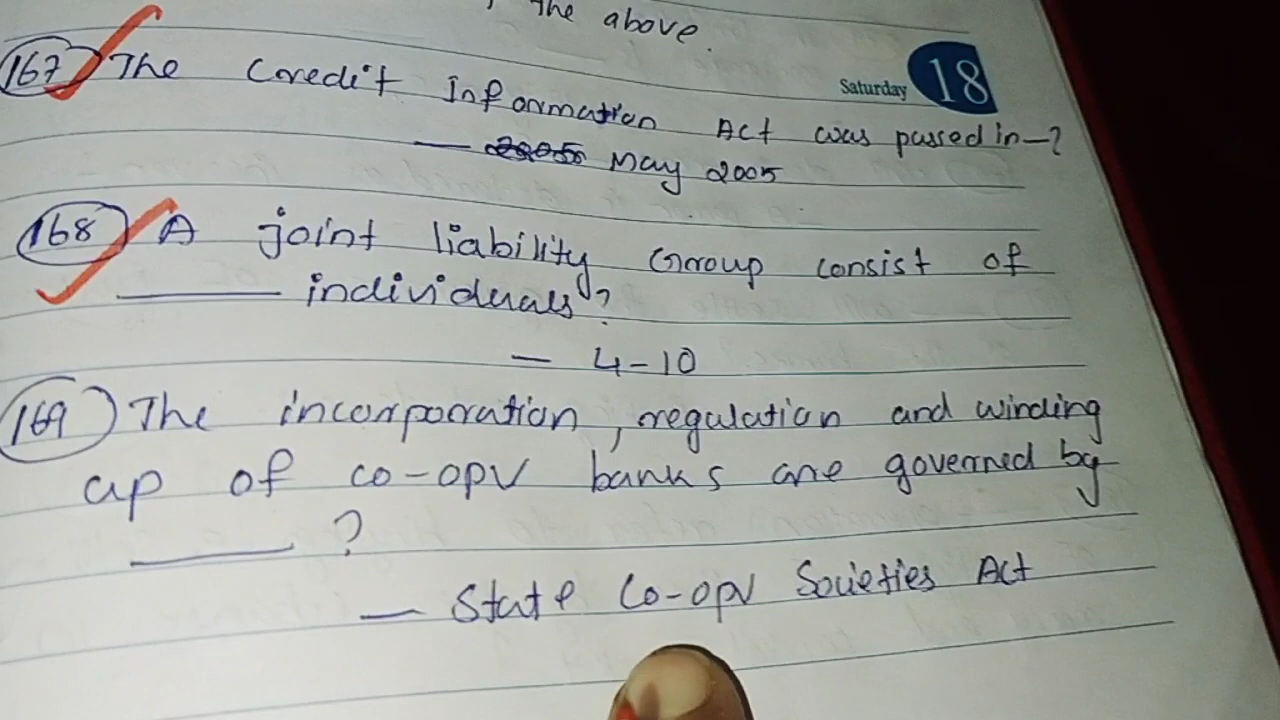 the above.
Saturday 18
167 The Credit Information Act was passed in—?
— May 2005
168 A joint liability Group consist of
______ individuals?
— 4-10
169 The incorporation, regulation and winding
up of co-opv banks are governed by
______ ?
— State Co-opv Societies Act